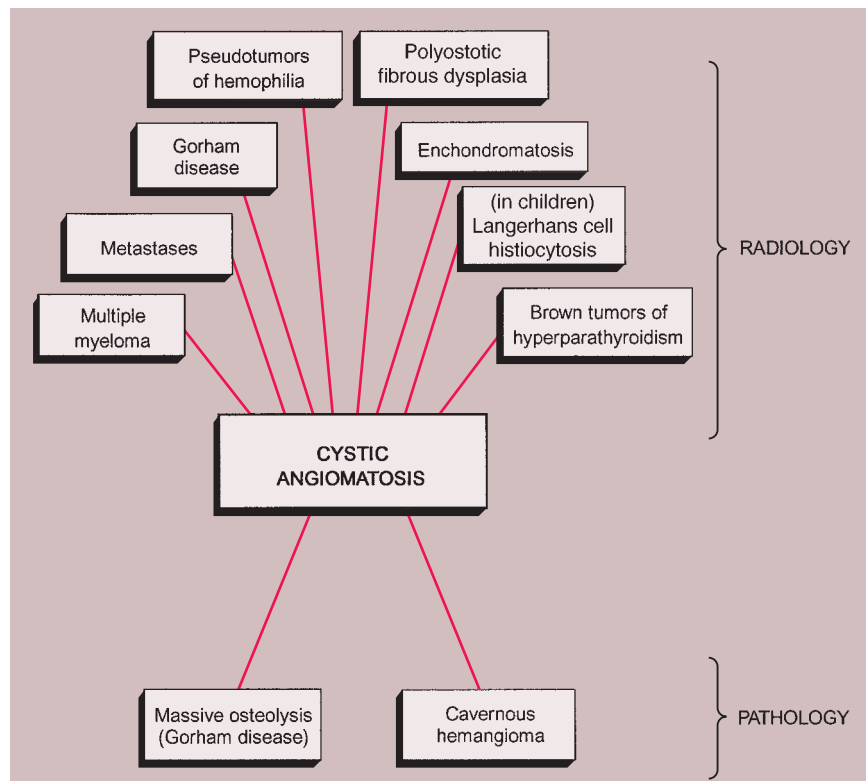 Pseudotumors
of hemophilia
Polyostotic
fibrous dysplasia
Gorham
disease
Enchondromatosis
(in children)
Langerhans cell
histiocytosis
Metastases
RADIOLOGY
Multiple
myeloma
Brown tumors of
hyperparathyroidism
CYSTIC
ANGIOMATOSIS
Massive osteolysis
(Gorham disease)
Cavernous
hemangioma
PATHOLOGY